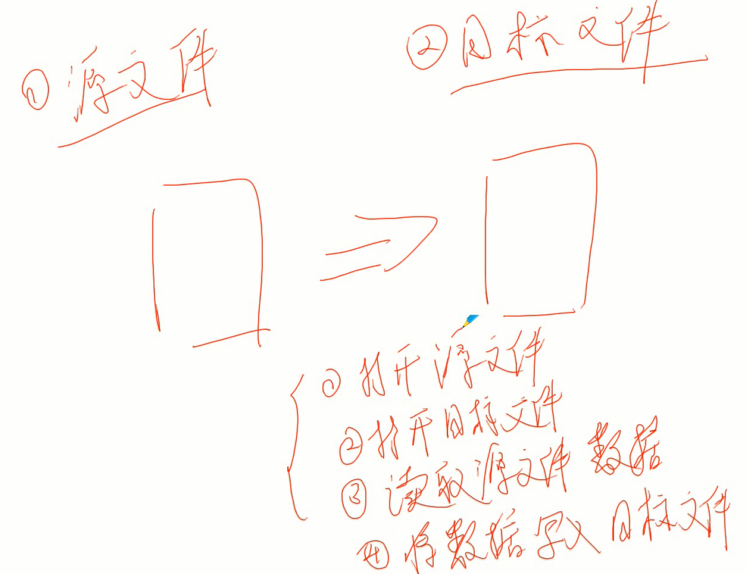 ① 源文件
② 目标文件
① 打开源文件
② 打开目标文件
③ 读取源文件数据
④ 将数据写入目标文件